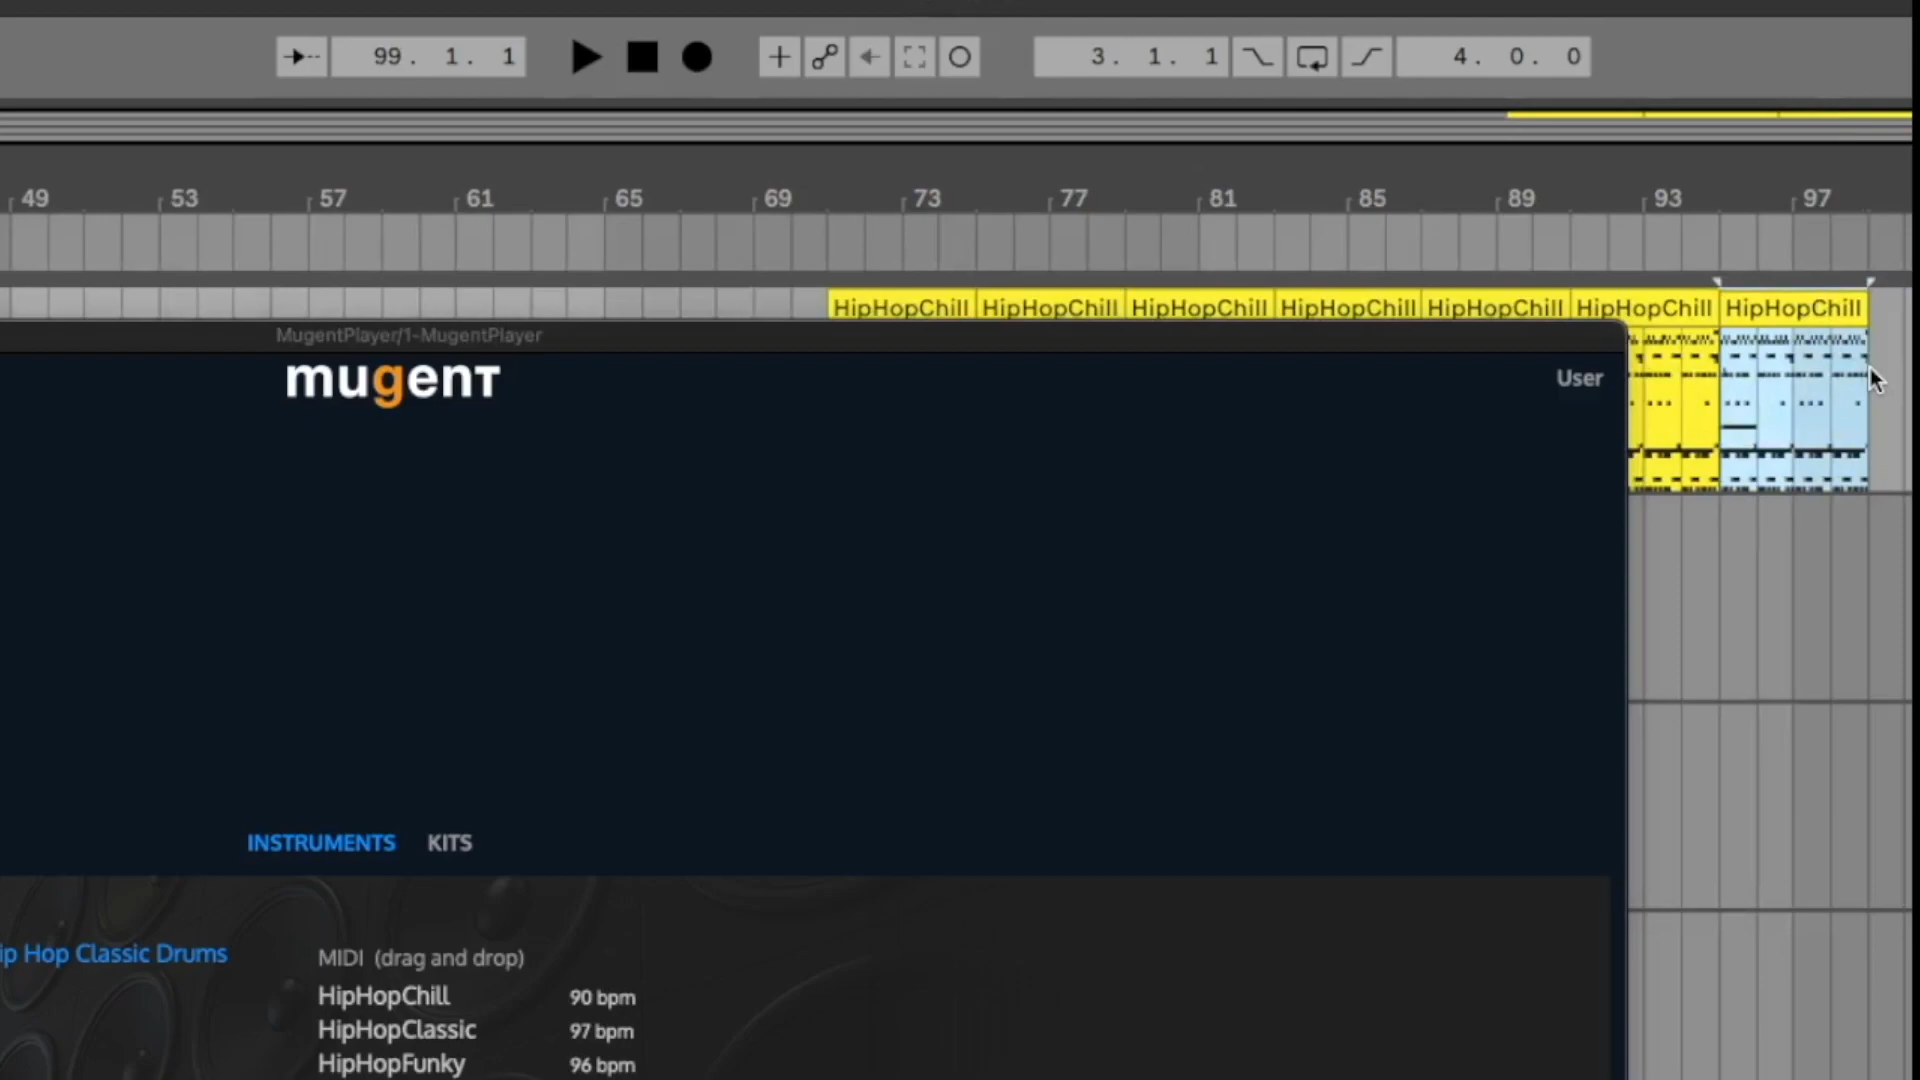 99. 1. 1
3. 1. 1
4. 0. 0
49 53 57 61 65 69 73 77 81 85 89 93 97
HipHopChill HipHopChill HipHopChill HipHopChill HipHopChill HipHopChill HipHopChill
MugentPlayer/1-MugentPlayer
mugent
User
INSTRUMENTS KITS
ip Hop Classic Drums
MIDI (drag and drop)
HipHopChill 90 bpm
HipHopClassic 97 bpm
HipHopFunky 96 bpm